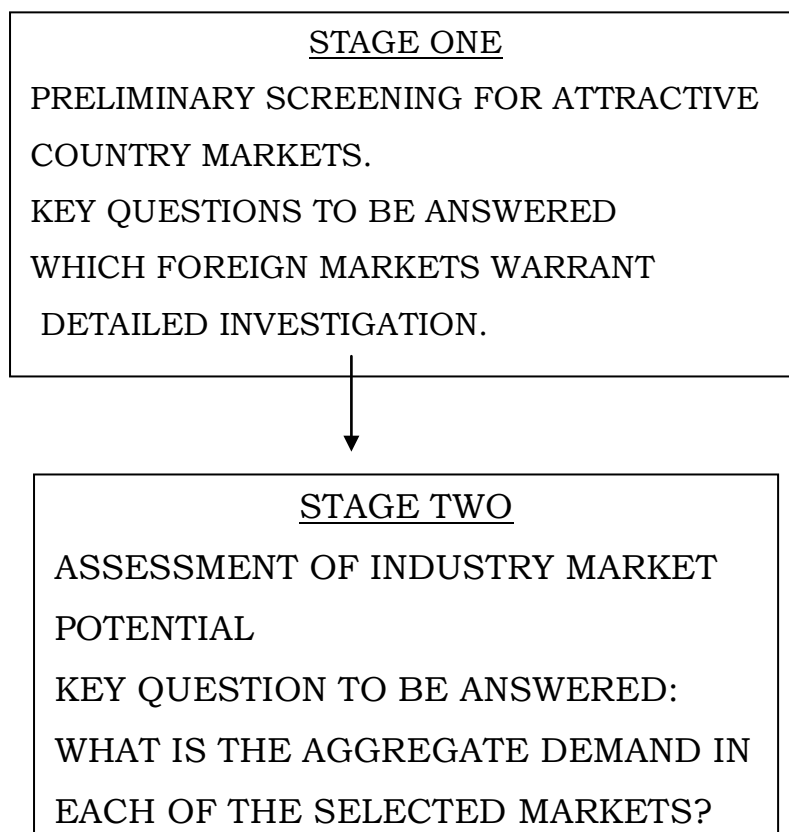 STAGE ONE
PRELIMINARY SCREENING FOR ATTRACTIVE
COUNTRY MARKETS.
KEY QUESTIONS TO BE ANSWERED
WHICH FOREIGN MARKETS WARRANT
DETAILED INVESTIGATION.
STAGE TWO
ASSESSMENT OF INDUSTRY MARKET
POTENTIAL
KEY QUESTION TO BE ANSWERED:
WHAT IS THE AGGREGATE DEMAND IN
EACH OF THE SELECTED MARKETS?